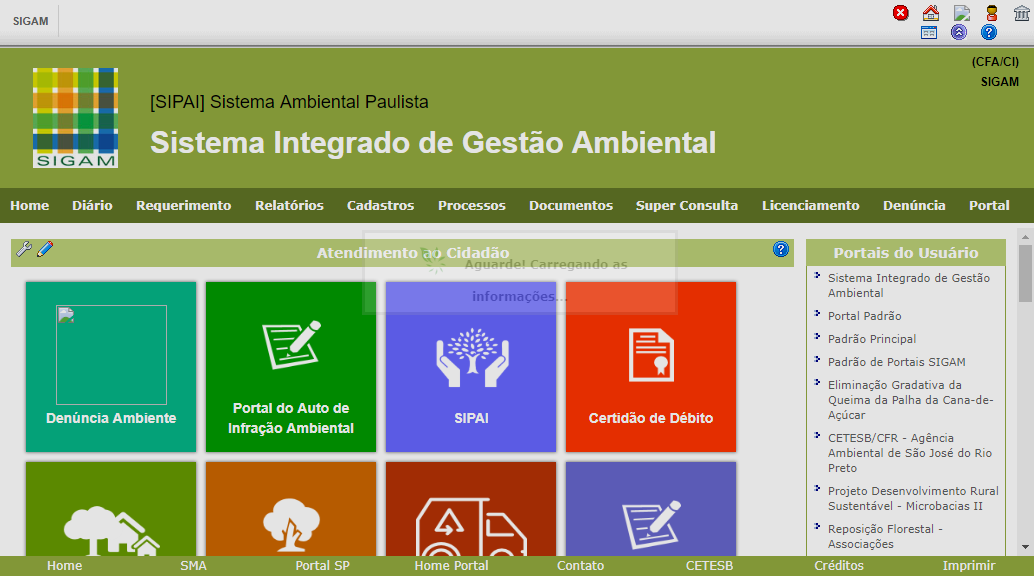 SIGAM
(CFA/CI)
SIGAM
[SIPAI] Sistema Ambiental Paulista
Sistema Integrado de Gestão Ambiental
SIGAM
Home Diário Requerimento Relatórios Cadastros Processos Documentos Super Consulta Licenciamento Denúncia Portal
Atendimento ao Cidadão
Aguarde! Carregando as
informações...
Denúncia Ambiente
Portal do Auto de
Infração Ambiental
SIPAI
Certidão de Débito
Portais do Usuário
Sistema Integrado de Gestão
Ambiental
Portal Padrão
Padrão Principal
Padrão de Portais SIGAM
Eliminação Gradativa da
Queima da Palha da Cana-de-
Açúcar
CETESB/CFR - Agência
Ambiental de São José do Rio
Preto
Projeto Desenvolvimento Rural
Sustentável - Microbacias II
Reposição Florestal -
Associações
Home SMA Portal SP Home Portal Contato CETESB Créditos Imprimir